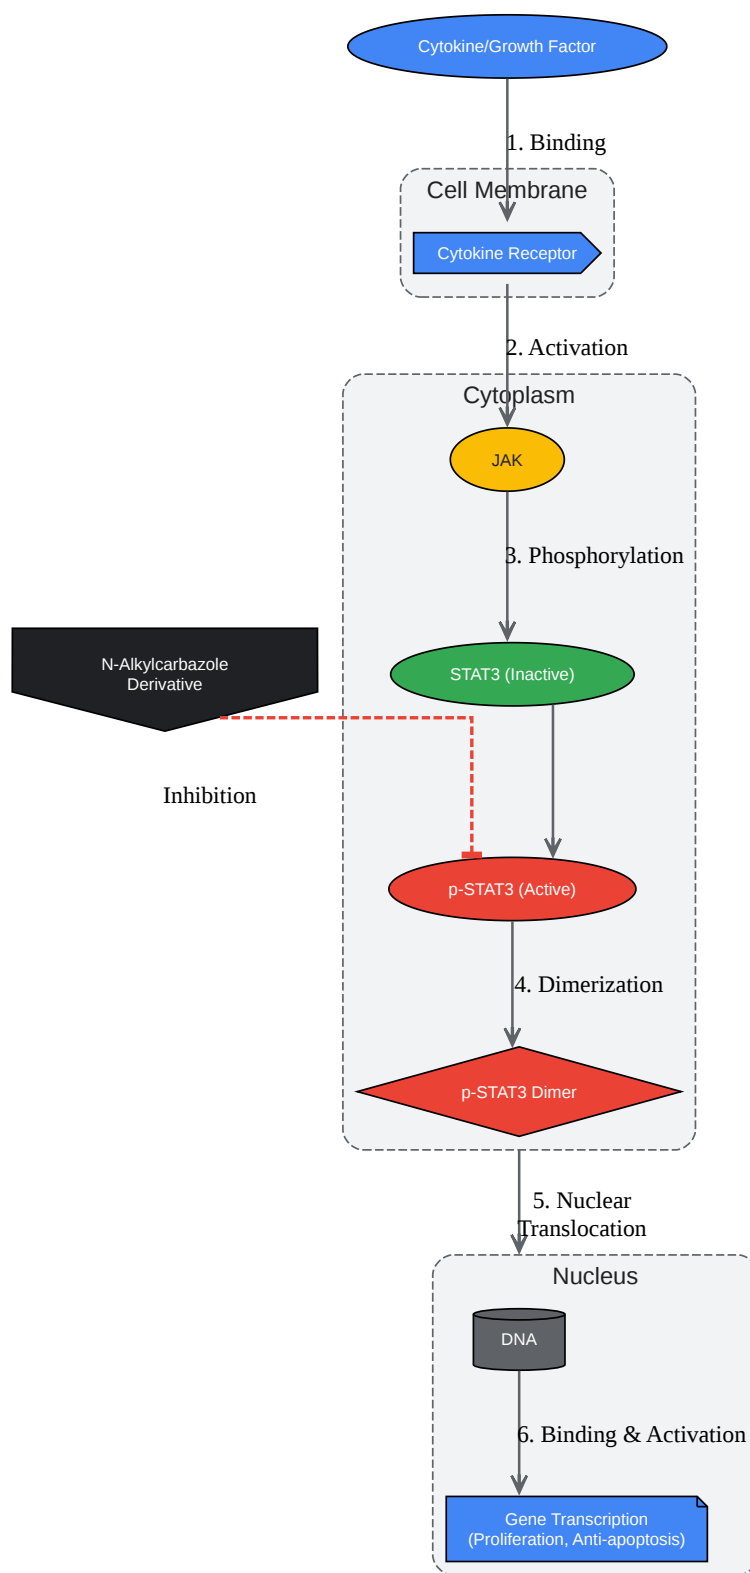 Cytokine/Growth Factor
1. Binding
Cell Membrane
Cytokine Receptor
2. Activation
Cytoplasm
JAK
3. Phosphorylation
N-Alkylcarbazole
Derivative
STAT3 (Inactive)
Inhibition
p-STAT3 (Active)
4. Dimerization
p-STAT3 Dimer
5. Nuclear
Translocation
Nucleus
DNA
6. Binding & Activation
Gene Transcription
(Proliferation, Anti-apoptosis)